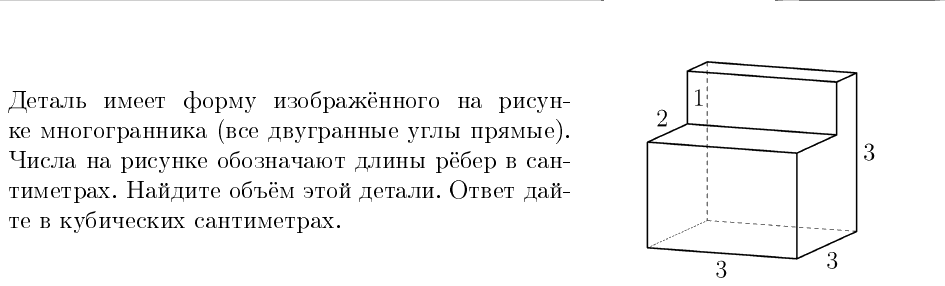 Деталь имеет форму изображённого на рисун-
ке многогранника (все двугранные углы прямые).
Числа на рисунке обозначают длины рёбер в сан-
тиметрах. Найдите объём этой детали. Ответ дай-
те в кубических сантиметрах.
1
2
3
3
3